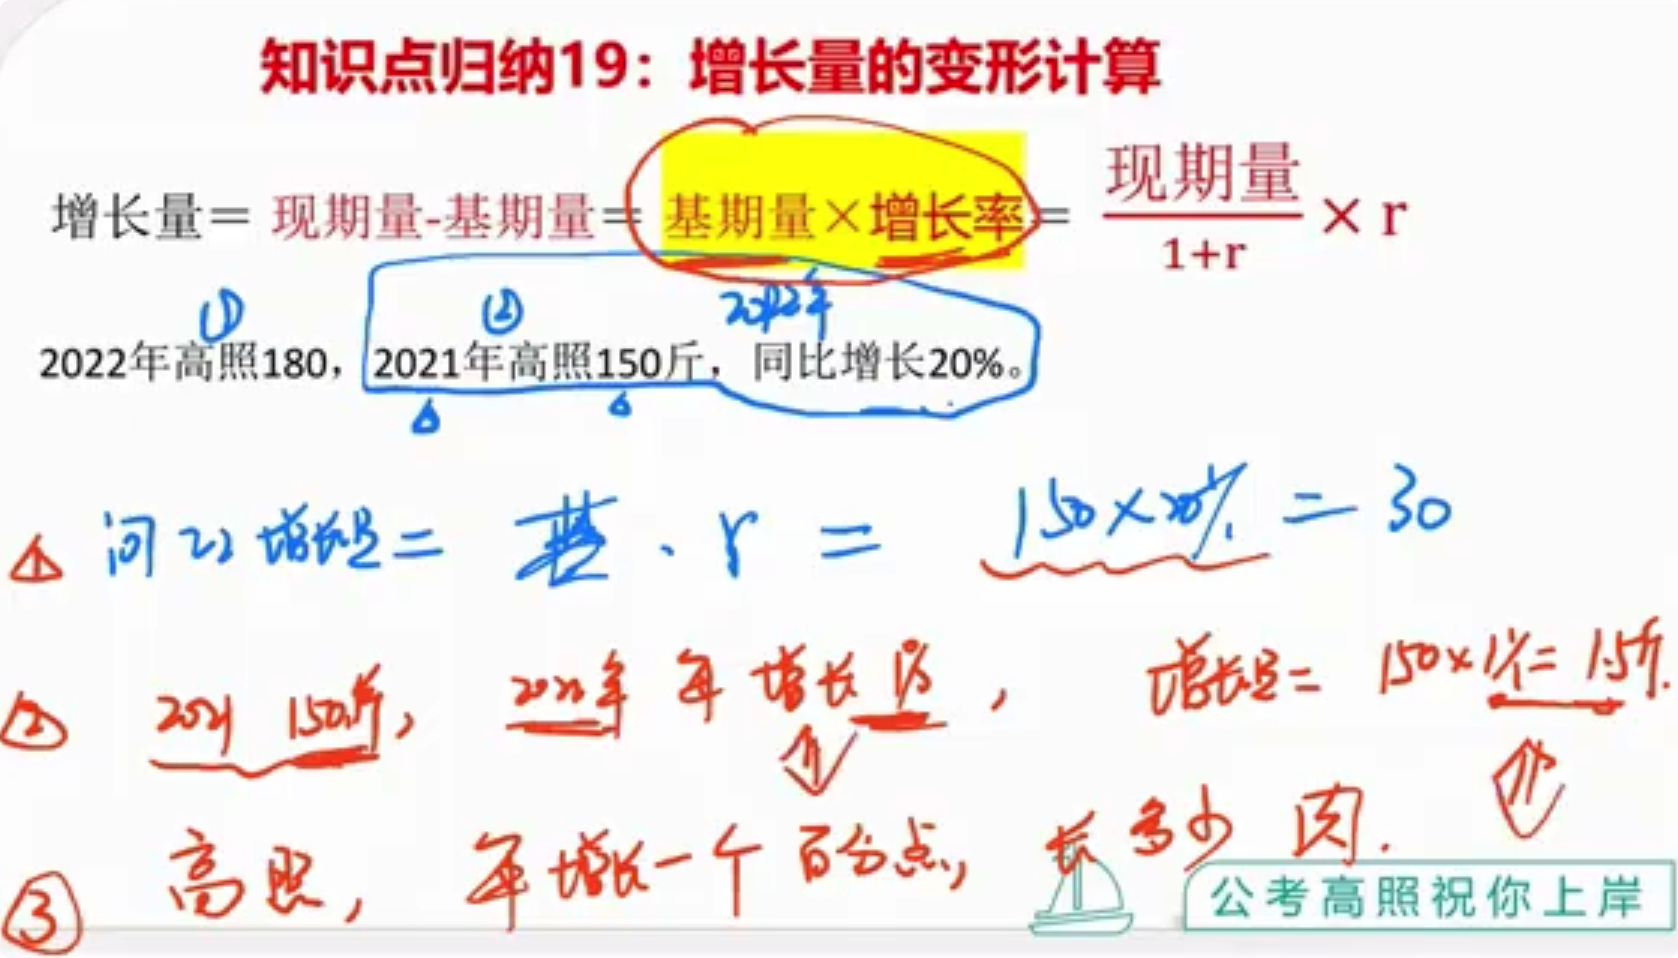 知识点归纳19：增长量的变形计算
增长量＝ 现期量-基期量＝ 基期量×增长率＝ 现期量/1+r × r
① ② 2022年
2022年高照180，2021年高照150斤，同比增长20%。
① 问22增长量＝ 基·r ＝ 150×20%＝30
② 2021 150斤， 2022年 年增长1%， 增长量＝ 150×1%＝1.5斤.
③ 高照， 年增长一个百分点， 长多少肉.
公考高照祝你上岸